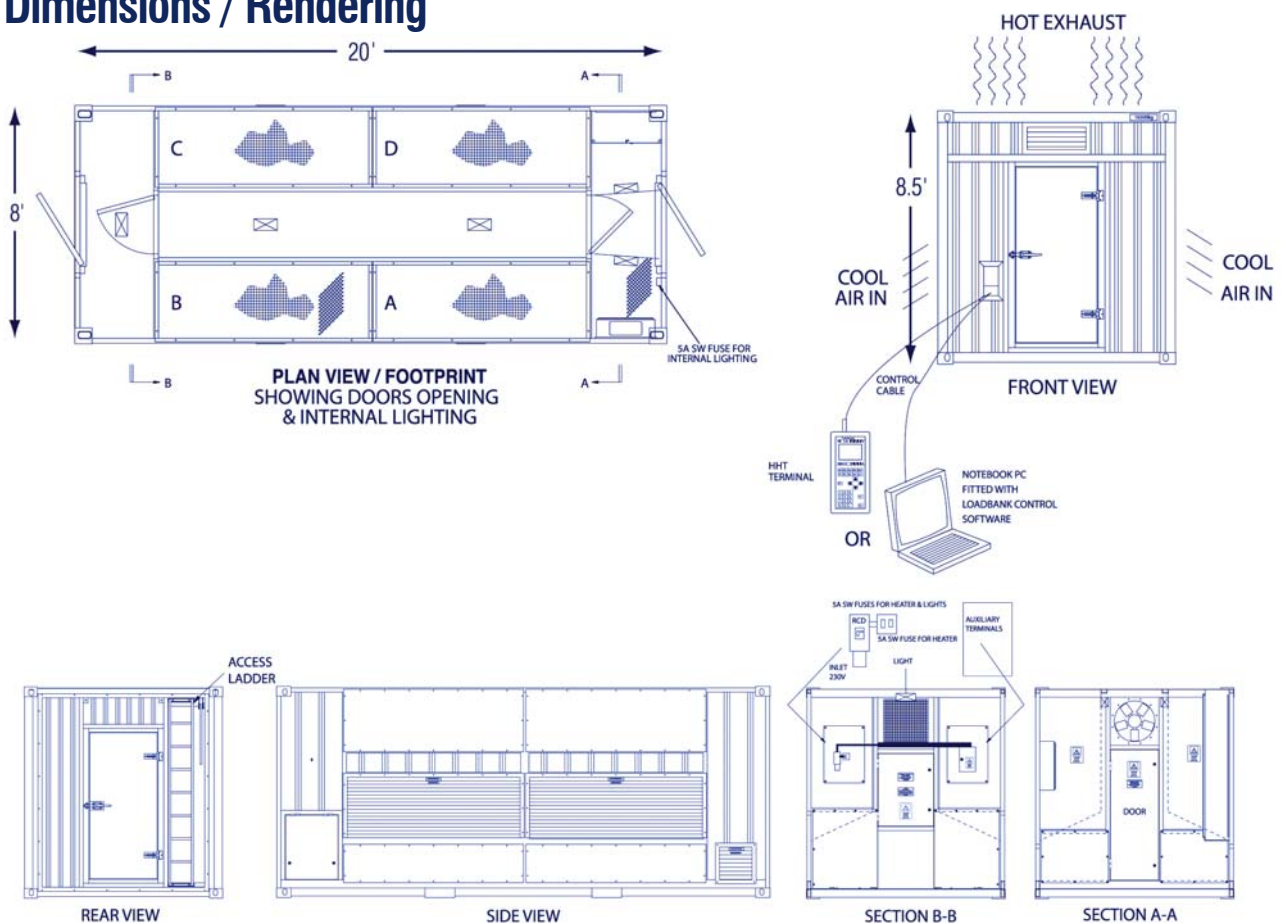 Dimensions / Rendering
20'
B
A
8'
C
D
B
A
5A SW FUSE FOR
INTERNAL LIGHTING
B
A
PLAN VIEW / FOOTPRINT
SHOWING DOORS OPENING
& INTERNAL LIGHTING
HOT EXHAUST
8.5'
COOL
AIR IN
COOL
AIR IN
CONTROL
CABLE
FRONT VIEW
HHT
TERMINAL
OR
NOTEBOOK PC
FITTED WITH
LOADBANK CONTROL
SOFTWARE
ACCESS
LADDER
REAR VIEW
SIDE VIEW
5A SW FUSES FOR HEATER & LIGHTS
RCD
5A SW FUSE FOR HEATER
INLET
230V
LIGHT
AUXILIARY
TERMINALS
SECTION B-B
DOOR
SECTION A-A